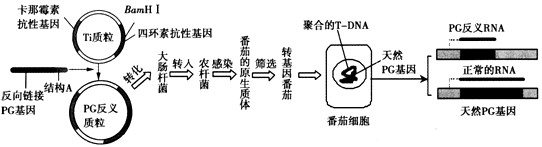 卡那霉素
抗性基因
Ti质粒
BamHⅠ
四环素抗性基因
反向链接
PG基因
结构A
PG反义
质粒
转化
大肠杆菌
转入
农杆菌
感染
番茄的原生质体
筛选
转基因番茄
聚合的T-DNA
天然
PG基因
番茄细胞
PG反义RNA
正常的RNA
天然PG基因